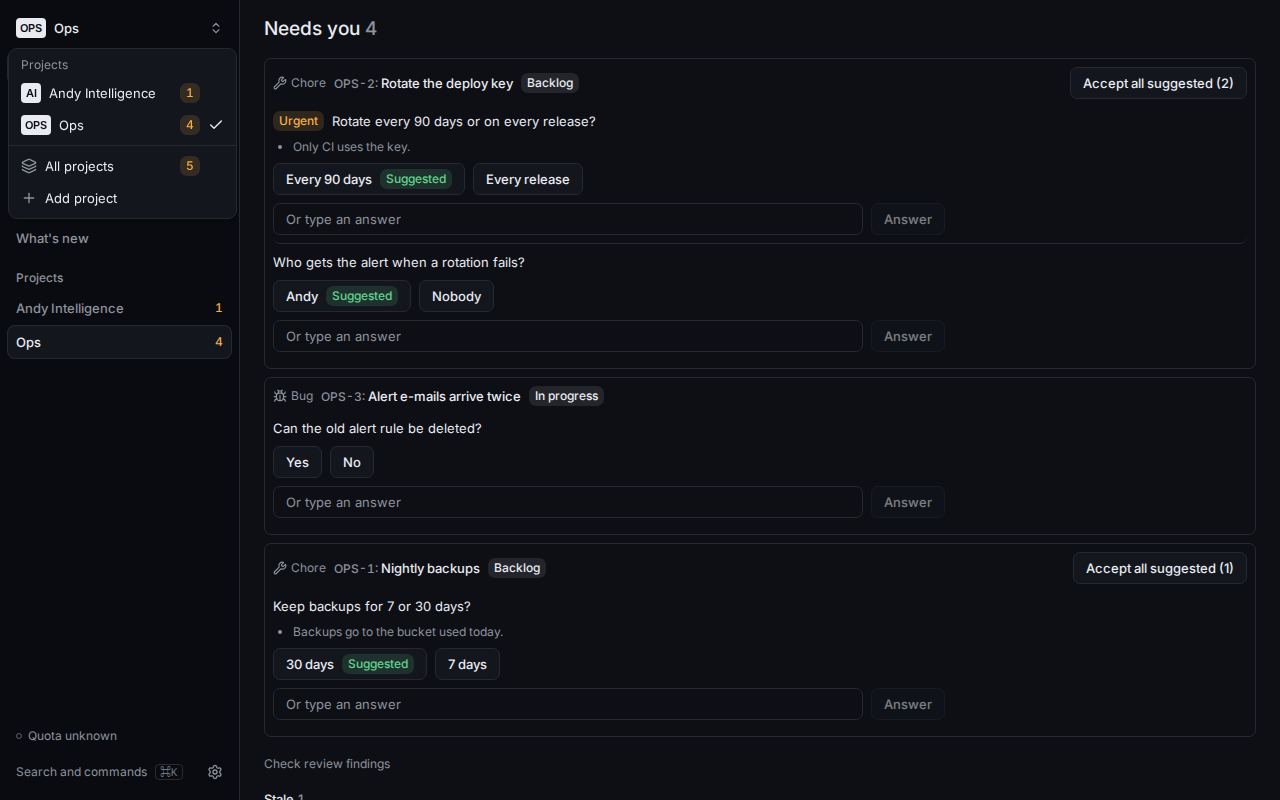 OPS Ops
Projects
AI Andy Intelligence 1
OPS Ops 4
All projects 5
Add project
What's new
Projects
Andy Intelligence 1
Ops 4
Quota unknown
Search and commands ⌘K
Needs you 4
Chore OPS-2: Rotate the deploy key Backlog Accept all suggested (2)
Urgent Rotate every 90 days or on every release?
• Only CI uses the key.
Every 90 days Suggested Every release
Or type an answer Answer
Who gets the alert when a rotation fails?
Andy Suggested Nobody
Or type an answer Answer
Bug OPS-3: Alert e-mails arrive twice In progress
Can the old alert rule be deleted?
Yes No
Or type an answer Answer
Chore OPS-1: Nightly backups Backlog Accept all suggested (1)
Keep backups for 7 or 30 days?
• Backups go to the bucket used today.
30 days Suggested 7 days
Or type an answer Answer
Check review findings
Stale 1